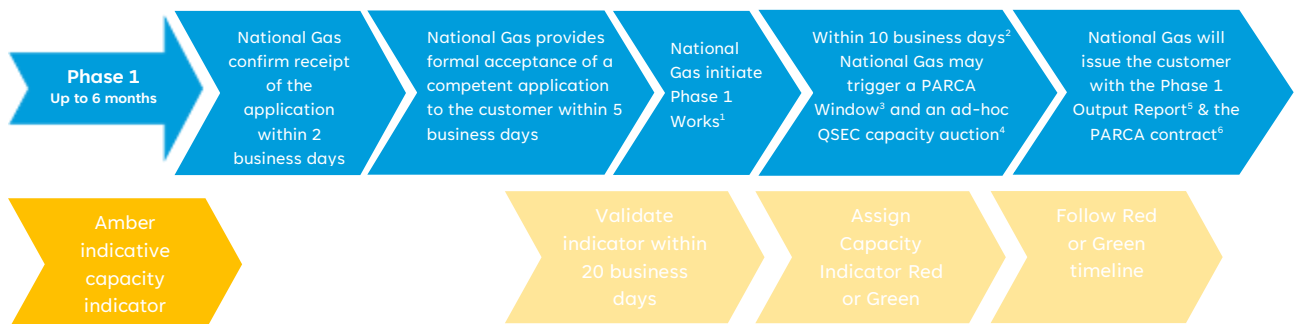 Phase 1
Up to 6 months
National Gas
confirm receipt
of the
application
within 2
business days
National Gas provides
formal acceptance of a
competent application
to the customer within 5
business days
National
Gas initiate
Phase 1
Works¹
Within 10 business days²
National Gas may
trigger a PARCA
Window³ and an ad-hoc
QSEC capacity auction⁴
National Gas will
issue the customer
with the Phase 1
Output Report⁵ & the
PARCA contract⁶
Amber
indicative
capacity
indicator
Validate
indicator within
20 business
days
Assign
Capacity
Indicator Red
or Green
Follow Red
or Green
timeline